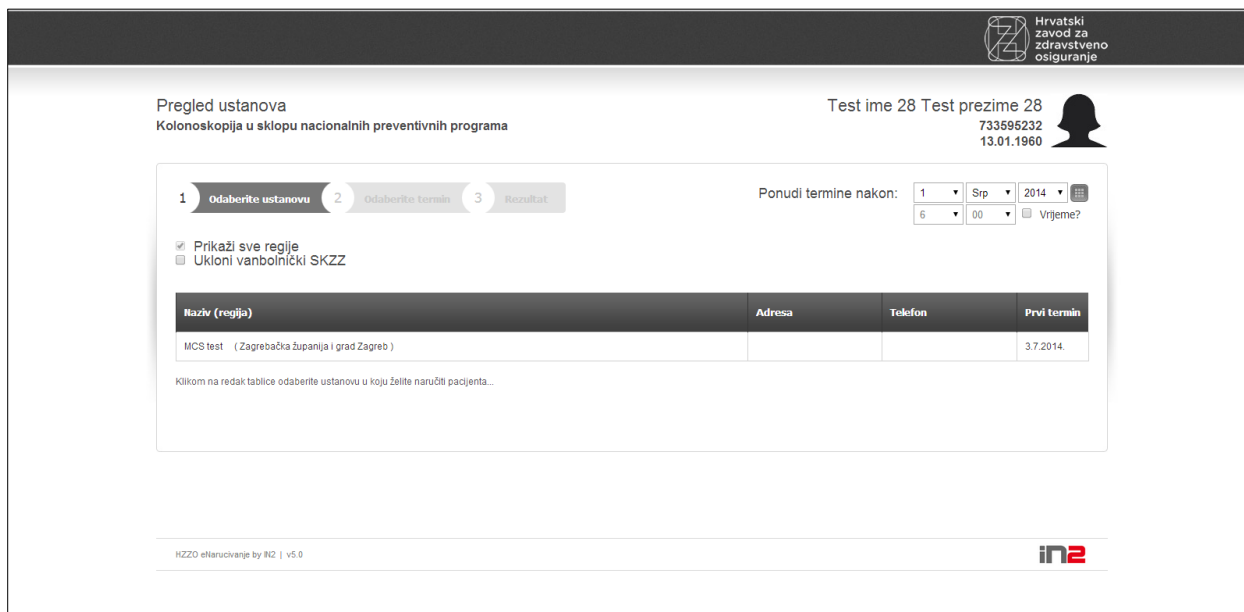 Hrvatski
zavod za
zdravstveno
osiguranje
Pregled ustanova
Kolonoskopija u sklopu nacionalnih preventivnih programa
Test ime 28 Test prezime 28
733595232
13.01.1960
1 Odaberite ustanovu 2 Odaberite termin 3 Rezultat
Ponudi termine nakon: 1 Srp 2014
6 00 Vrijeme?
Prikaži sve regije
Ukloni vanbolnički SKZZ
Naziv (regija) Adresa Telefon Prvi termin
MCS test ( Zagrebačka županija i grad Zagreb ) 3.7.2014.
Klikom na redak tablice odaberite ustanovu u koju želite naručiti pacijenta...
HZZO eNarucivanje by IN2 | v5.0
in2